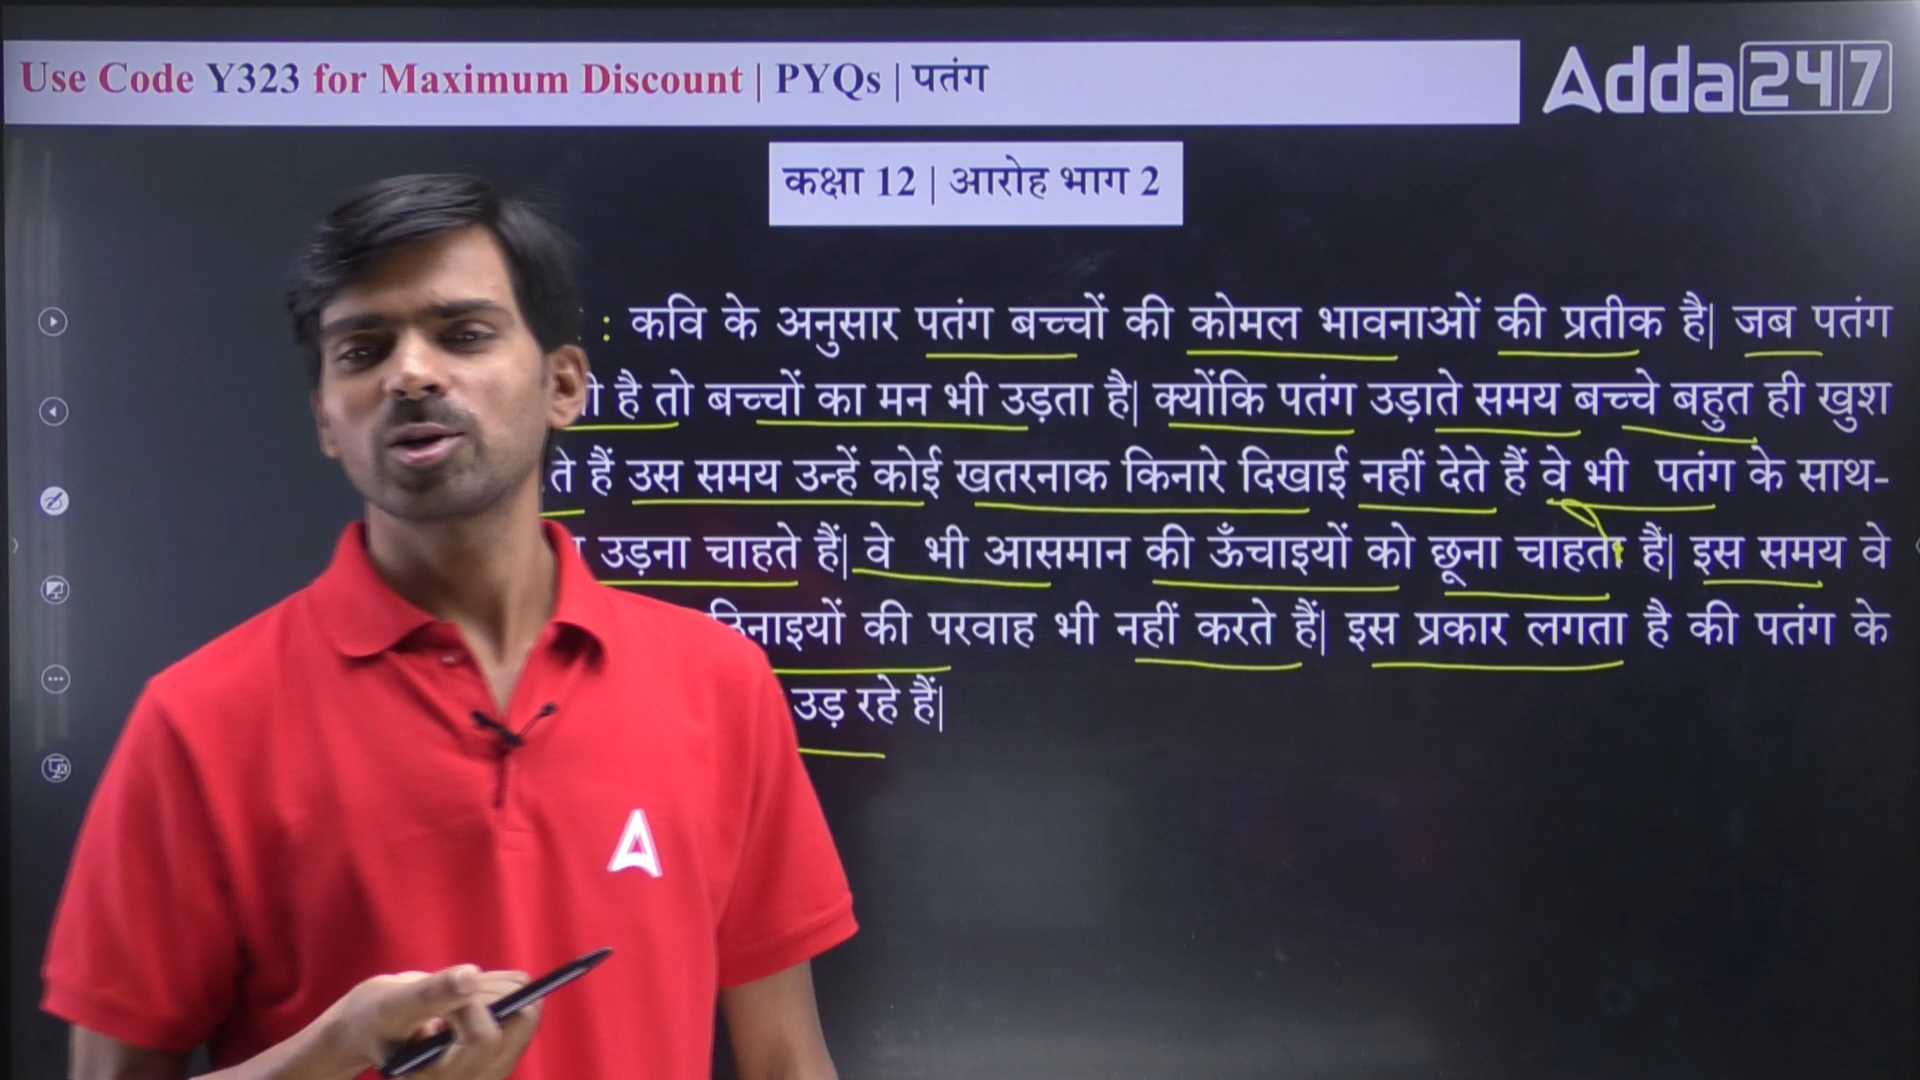 Use Code Y323 for Maximum Discount | PYQs | पतंग
Adda247
कक्षा 12 | आरोह भाग 2
: कवि के अनुसार पतंग बच्चों की कोमल भावनाओं की प्रतीक है| जब पतंग
है तो बच्चों का मन भी उड़ता है| क्योंकि पतंग उड़ाते समय बच्चे बहुत ही खुश
हैं उस समय उन्हें कोई खतरनाक किनारे दिखाई नहीं देते हैं वे भी पतंग के साथ-
उड़ना चाहते हैं| वे भी आसमान की ऊँचाइयों को छूना चाहते हैं| इस समय वे
की परवाह भी नहीं करते हैं| इस प्रकार लगता है की पतंग के
उड़ रहे हैं|